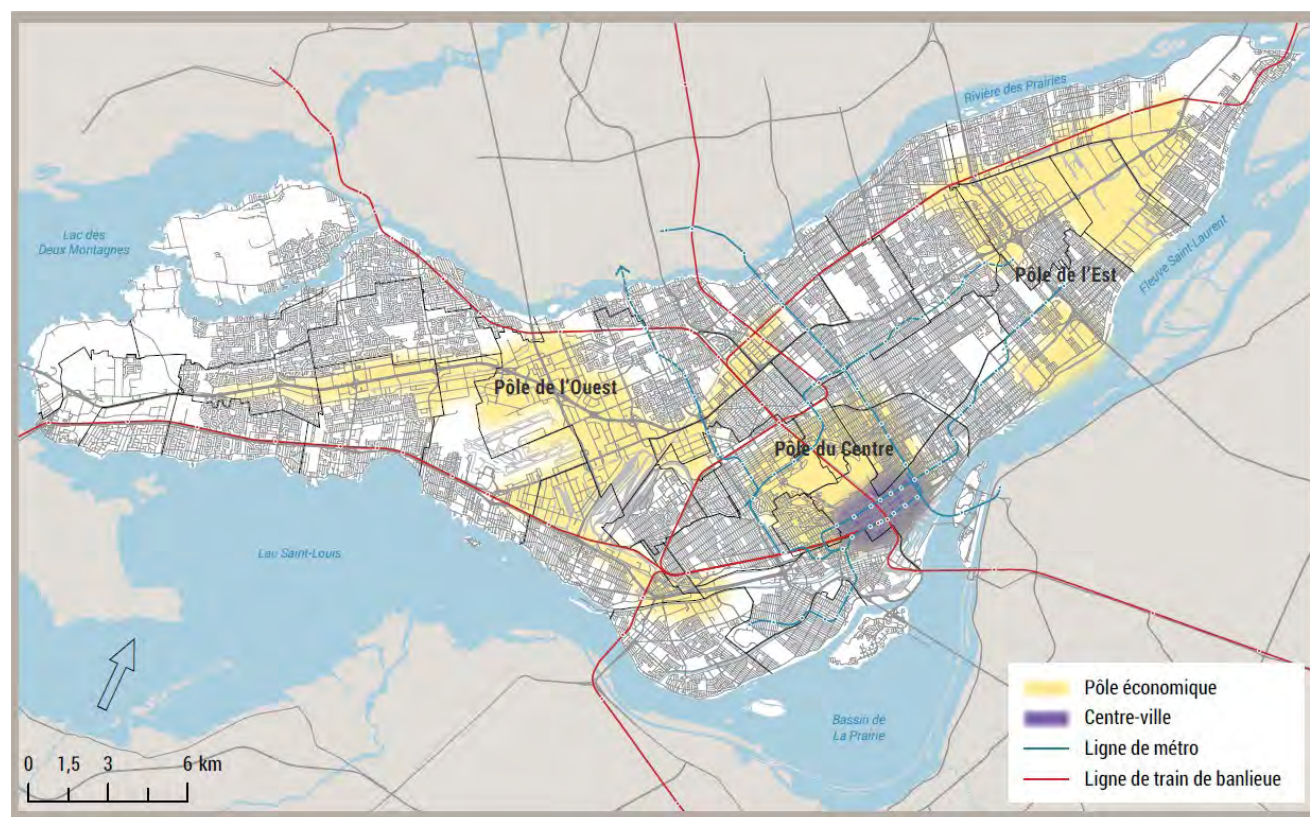 Rivière des Prairies
Lac des
Deux Montagnes
Fleuve Saint-Laurent
Pôle de l'Est
Pôle de l'Ouest
Pôle du Centre
Lau Saint-Louis
Bassin de
La Prairie
0 1,5 3 6 km
Pôle économique
Centre-ville
Ligne de métro
Ligne de train de banlieue